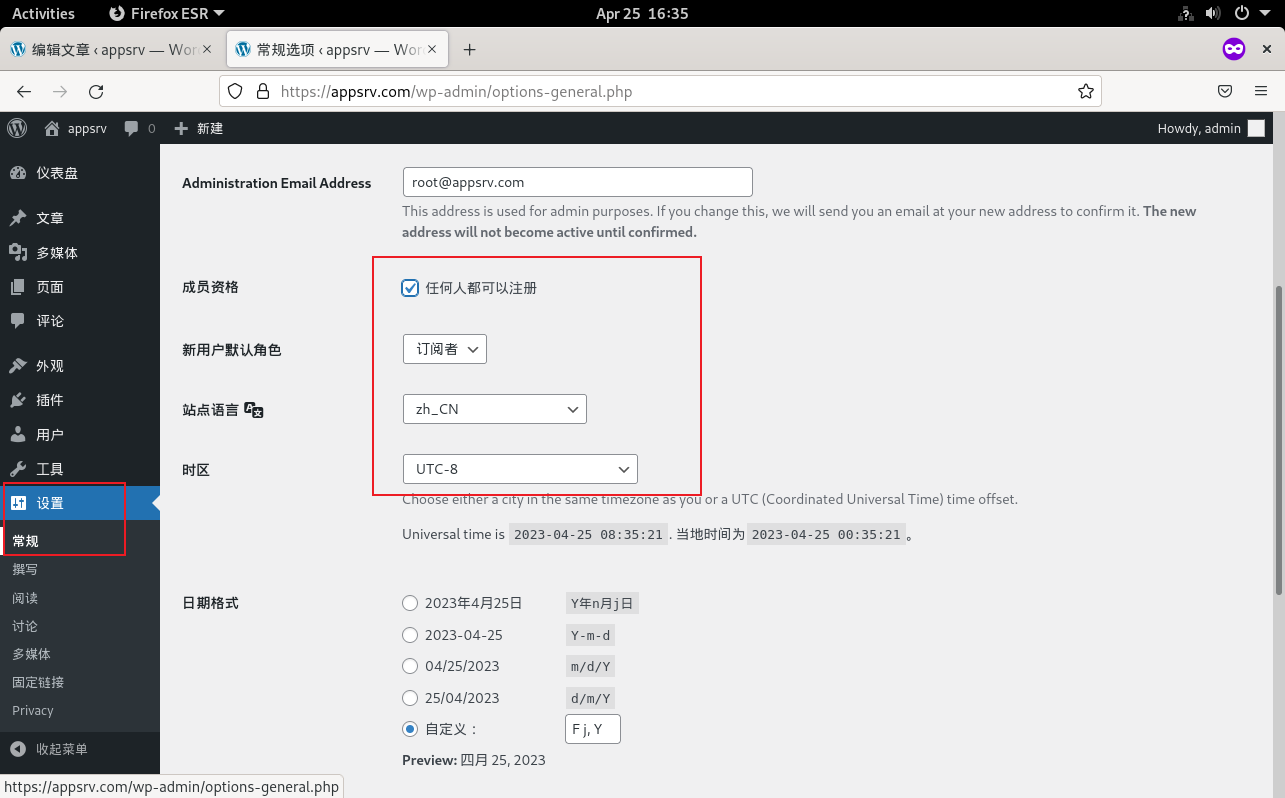 Activities Firefox ESR Apr 25 16:35
编辑文章 ‹ appsrv — Wor 常规选项 ‹ appsrv — Wor
https://appsrv.com/wp-admin/options-general.php
appsrv 0 新建 Howdy, admin
仪表盘
文章
多媒体
页面
评论
外观
插件
用户
工具
设置
常规
撰写
阅读
讨论
多媒体
固定链接
Privacy
收起菜单
Administration Email Address root@appsrv.com
This address is used for admin purposes. If you change this, we will send you an email at your new address to confirm it. The new
address will not become active until confirmed.
成员资格 任何人都可以注册
新用户默认角色 订阅者
站点语言 zh_CN
时区 UTC-8
Choose either a city in the same timezone as you or a UTC (Coordinated Universal Time) time offset.
Universal time is 2023-04-25 08:35:21 . 当地时间为 2023-04-25 00:35:21 。
日期格式 2023年4月25日 Y年n月j日
2023-04-25 Y-m-d
04/25/2023 m/d/Y
25/04/2023 d/m/Y
自定义： F j, Y
Preview: 四月 25, 2023
https://appsrv.com/wp-admin/options-general.php